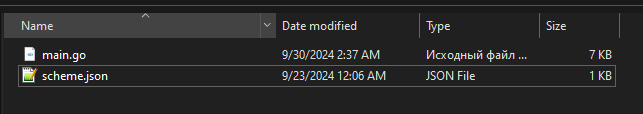 Name Date modified Type Size
main.go 9/30/2024 2:37 AM Исходный файл ... 7 KB
scheme.json 9/23/2024 12:06 AM JSON File 1 KB